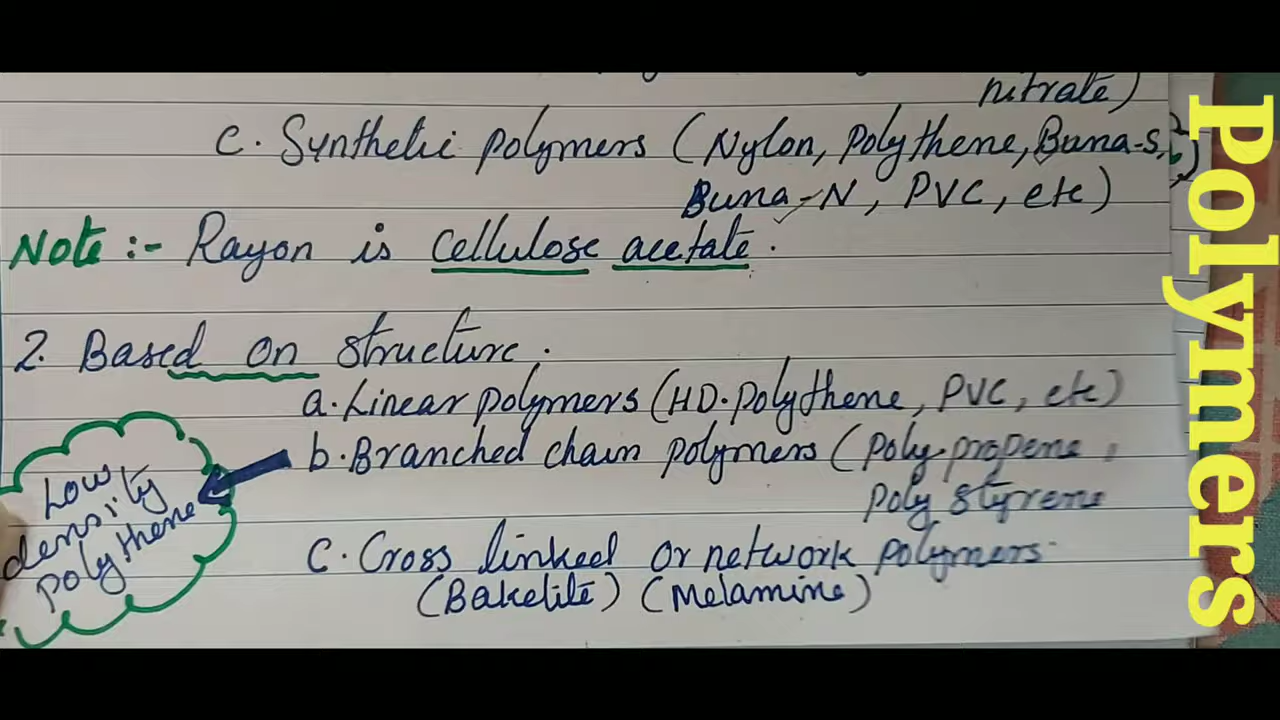 nitrate)
c. Synthetic polymers (Nylon, Polythene, Buna-S,
Buna-N, PVC, etc)
Note :- Rayon is cellulose acetate.
2. Based on structure.
a. Linear polymers (HD. Polythene, PVC, etc)
b. Branched chain polymers (Poly-propene,
Poly styrene
Low
density
polythene
c. Cross linked or network polymers.
(Bakelite) (Melamine)
Polymers